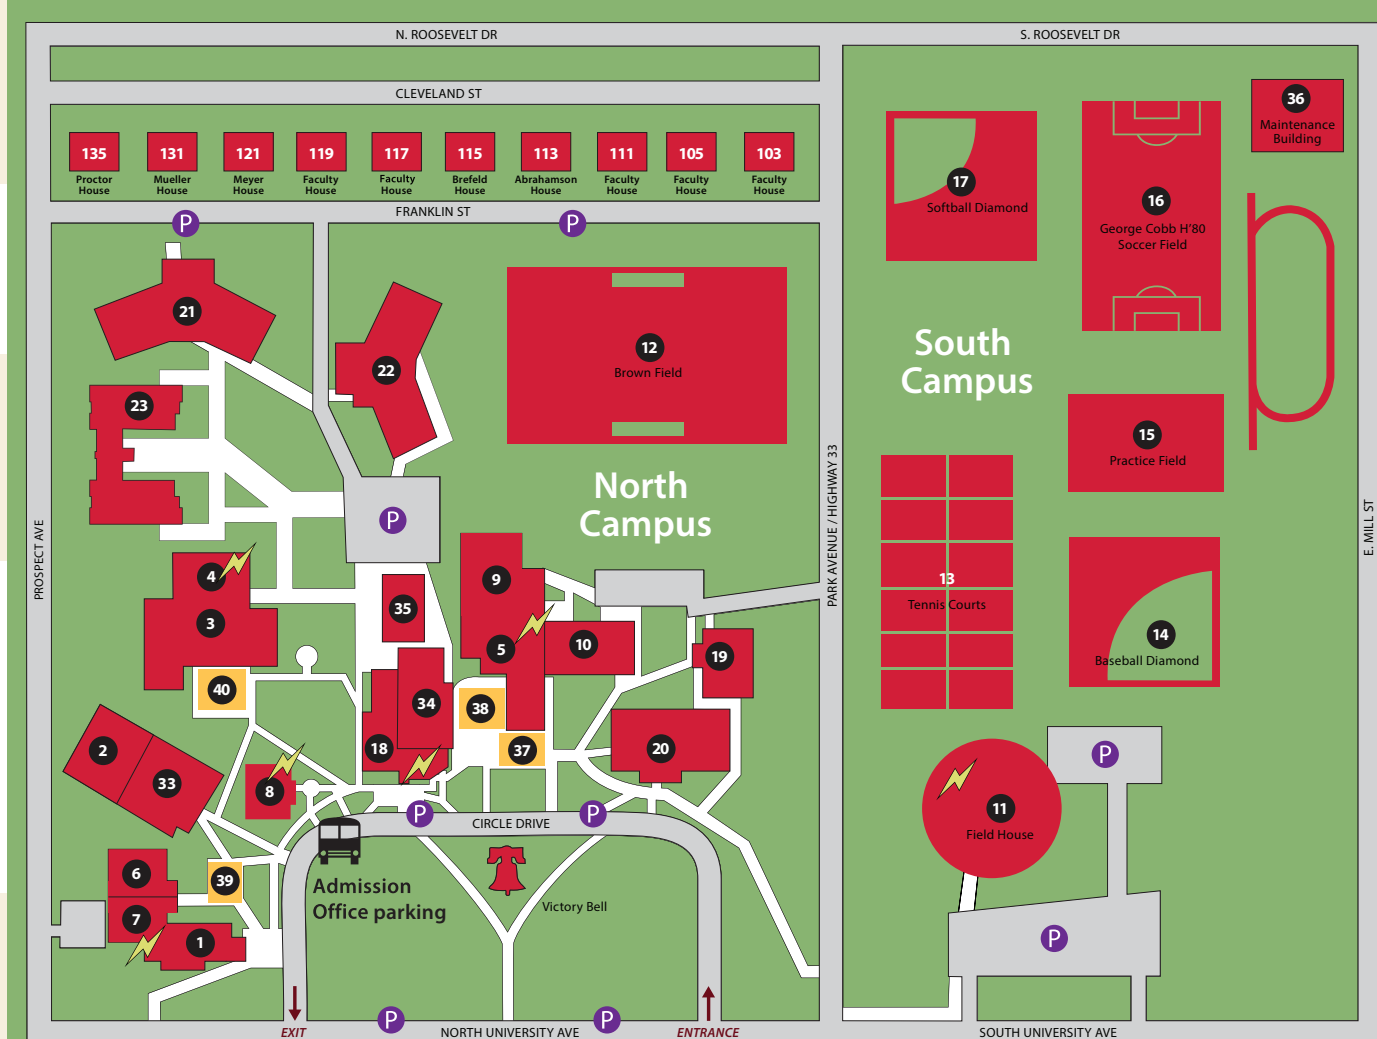 N. ROOSEVELT DR
S. ROOSEVELT DR
CLEVELAND ST
135
Proctor
House
131
Mueller
House
121
Meyer
House
119
Faculty
House
117
Faculty
House
115
Brefeld
House
113
Abrahamson
House
111
Faculty
House
105
Faculty
House
103
Faculty
House
36
Maintenance
Building
17
Softball Diamond
16
George Cobb H'80
Soccer Field
FRANKLIN ST
P
P
21
22
12
Brown Field
South
Campus
23
15
Practice Field
North
Campus
P
PROSPECT AVE
PARK AVENUE / HIGHWAY 33
E. MILL ST
4
3
9
35
5
10
13
Tennis Courts
14
Baseball Diamond
19
40
34
38
18
37
20
2
33
8
P
11
Field House
P
P
CIRCLE DRIVE
6
39
Admission
Office parking
Victory Bell
7
1
P
P
P
EXIT
NORTH UNIVERSITY AVE
ENTRANCE
SOUTH UNIVERSITY AVE